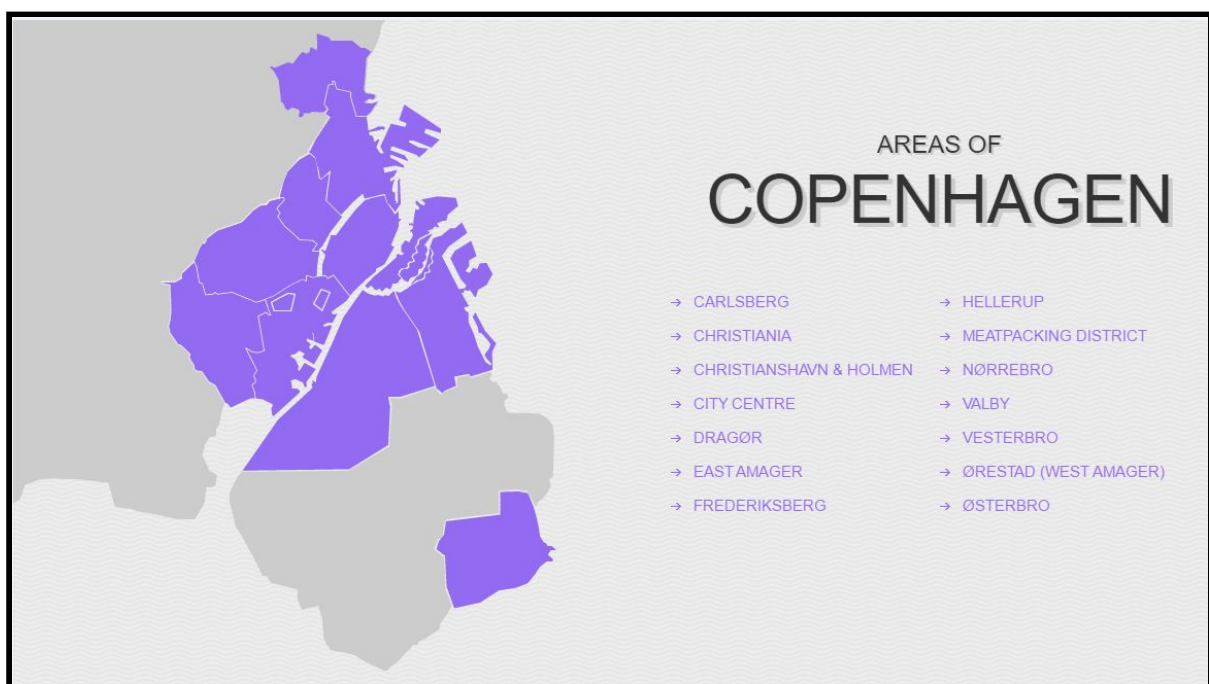 AREAS OF
COPENHAGEN
→ CARLSBERG
→ CHRISTIANIA
→ CHRISTIANSHAVN & HOLMEN
→ CITY CENTRE
→ DRAGØR
→ EAST AMAGER
→ FREDERIKSBERG
→ HELLERUP
→ MEATPACKING DISTRICT
→ NØRREBRO
→ VALBY
→ VESTERBRO
→ ØRESTAD (WEST AMAGER)
→ ØSTERBRO